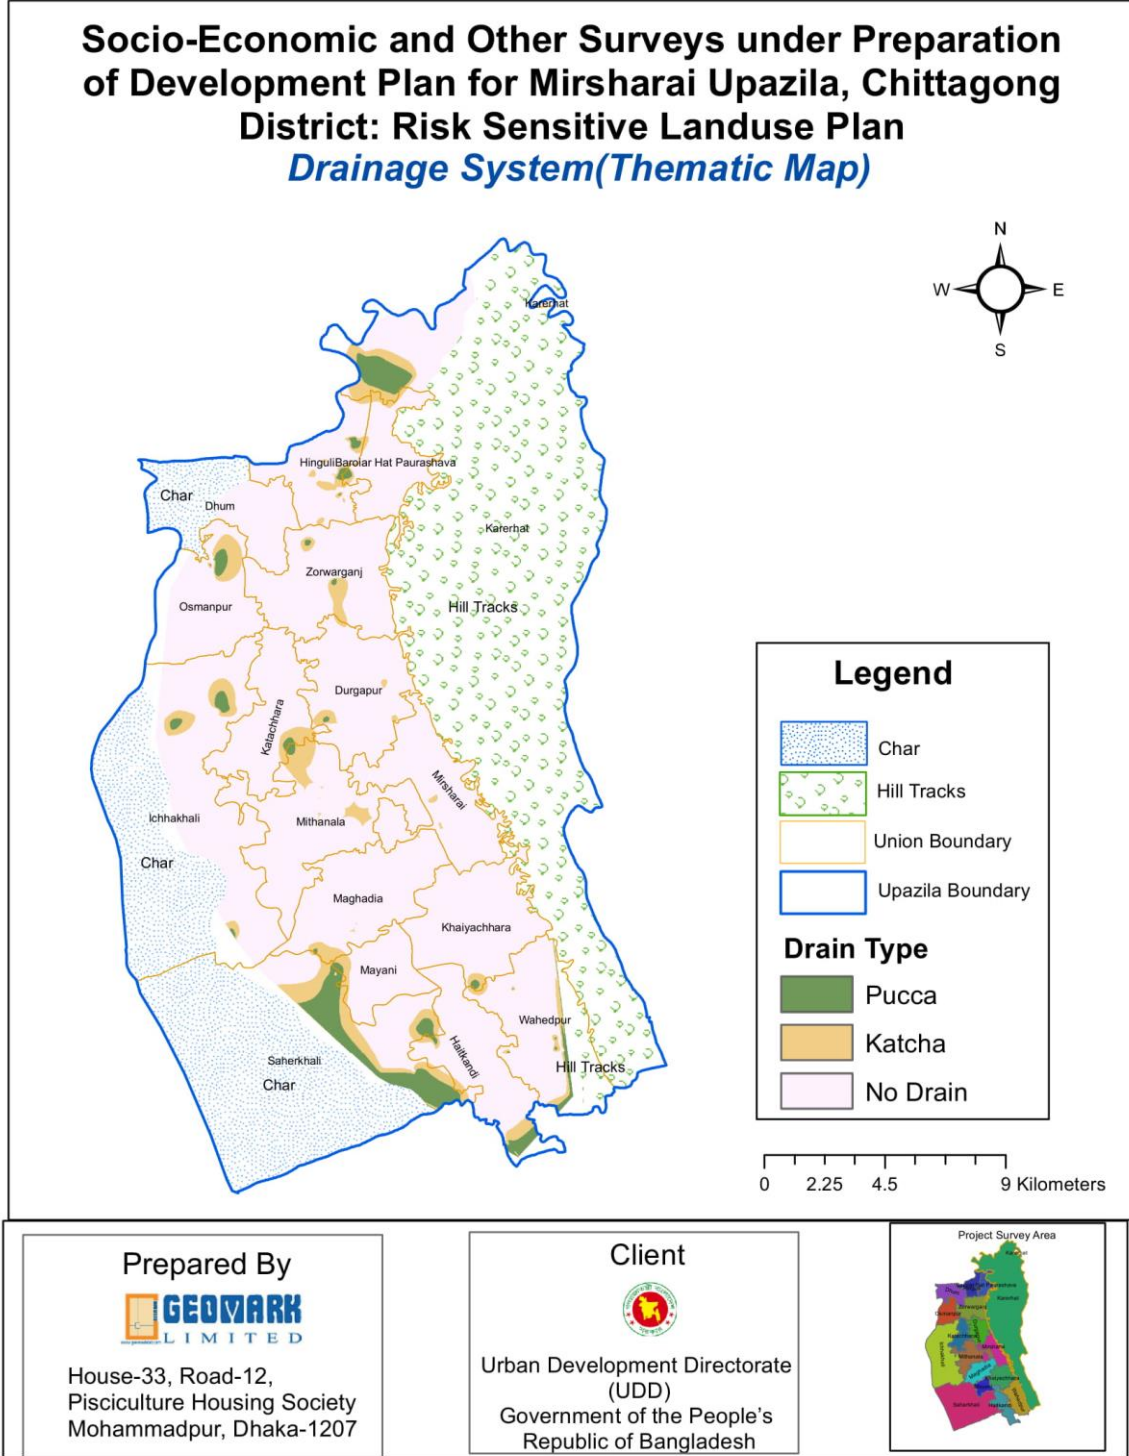 Socio-Economic and Other Surveys under Preparation
of Development Plan for Mirsharai Upazila, Chittagong
District: Risk Sensitive Landuse Plan
Drainage System(Thematic Map)
N
W
E
S
Karerhat
HinguliBaroiar Hat Paurashava
Char
Dhum
Karerhat
Zorwarganj
Hill Tracks
Osmanpur
Durgapur
Katachhara
Mirsharai
Ichhakhali
Mithanala
Char
Maghadia
Khaiyachhara
Mayani
Wahedpur
Haitkandi
Saherkhali
Char
Hill Tracks
Legend
Char
Hill Tracks
Union Boundary
Upazila Boundary
Drain Type
Pucca
Katcha
No Drain
0 2.25 4.5 9 Kilometers
Prepared By
GEOMARK
LIMITED
House-33, Road-12,
Pisciculture Housing Society
Mohammadpur, Dhaka-1207
Client
Urban Development Directorate
(UDD)
Government of the People's
Republic of Bangladesh
Project Survey Area